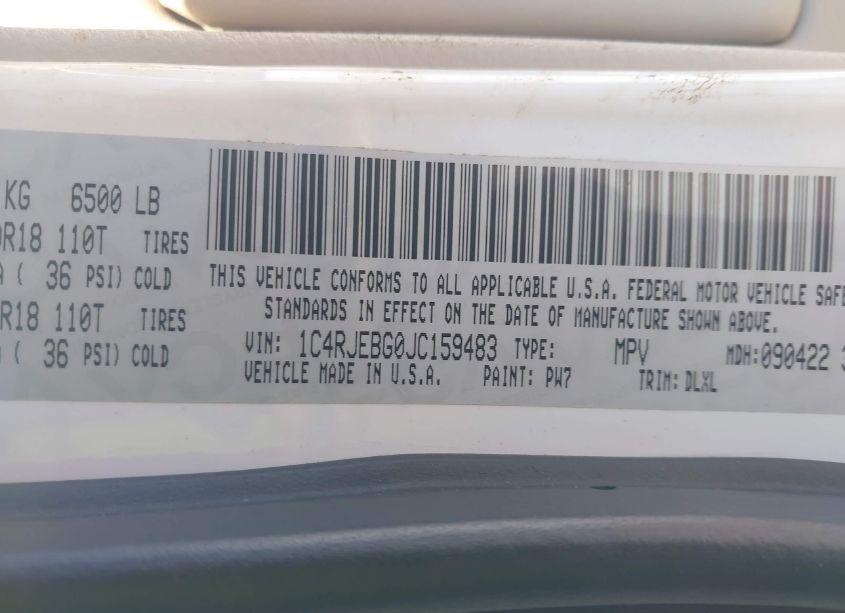 KG 6500 LB
R18 110T TIRES
( 36 PSI) COLD
R18 110T TIRES
( 36 PSI) COLD
THIS VEHICLE CONFORMS TO ALL APPLICABLE U.S.A. FEDERAL MOTOR VEHICLE SAFE
STANDARDS IN EFFECT ON THE DATE OF MANUFACTURE SHOWN ABOVE.
VIN: 1C4RJEBG0JC159483 TYPE: MPV MDH:090422 3
VEHICLE MADE IN U.S.A. PAINT: PW7 TRIM: DLXL